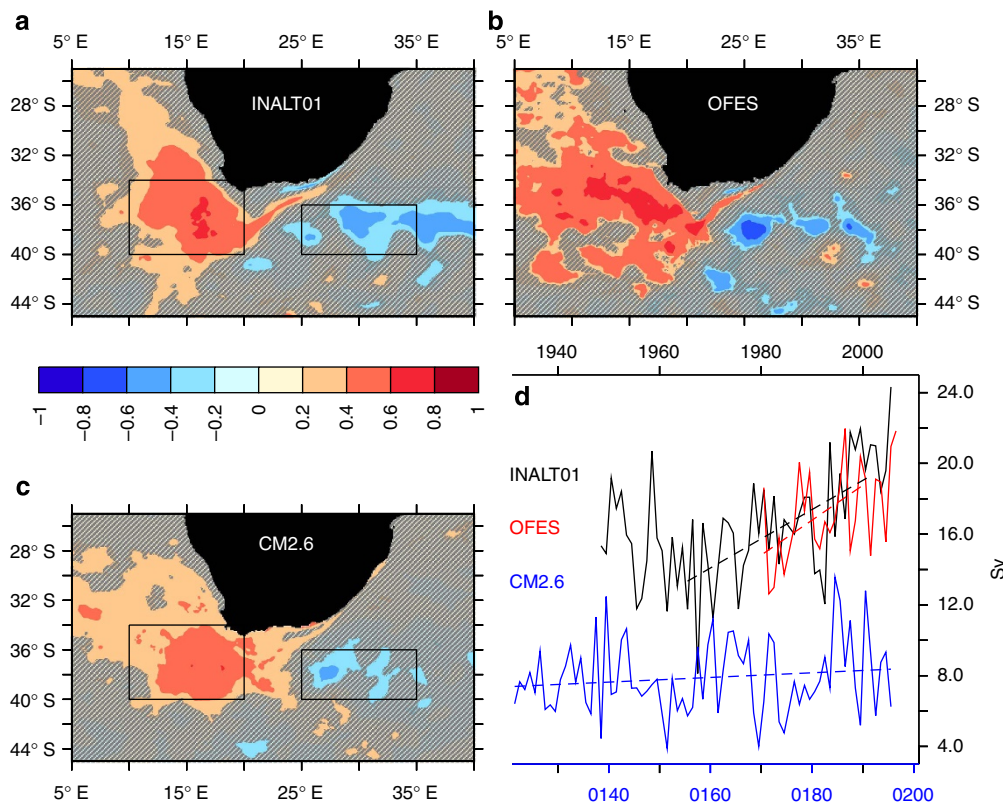 a
b
5° E 15° E 25° E 35° E
5° E 15° E 25° E 35° E
28° S
32° S
36° S
40° S
44° S
INALT01
OFES
28° S
32° S
36° S
40° S
44° S
−1 −0.8 −0.6 −0.4 −0.2 0 0.2 0.4 0.6 0.8 1
c
28° S
32° S
36° S
40° S
44° S
CM2.6
5° E 15° E 25° E 35° E
1940 1960 1980 2000
d
INALT01
OFES
CM2.6
24.0
20.0
16.0
12.0
8.0
4.0
Sv
0140 0160 0180 0200